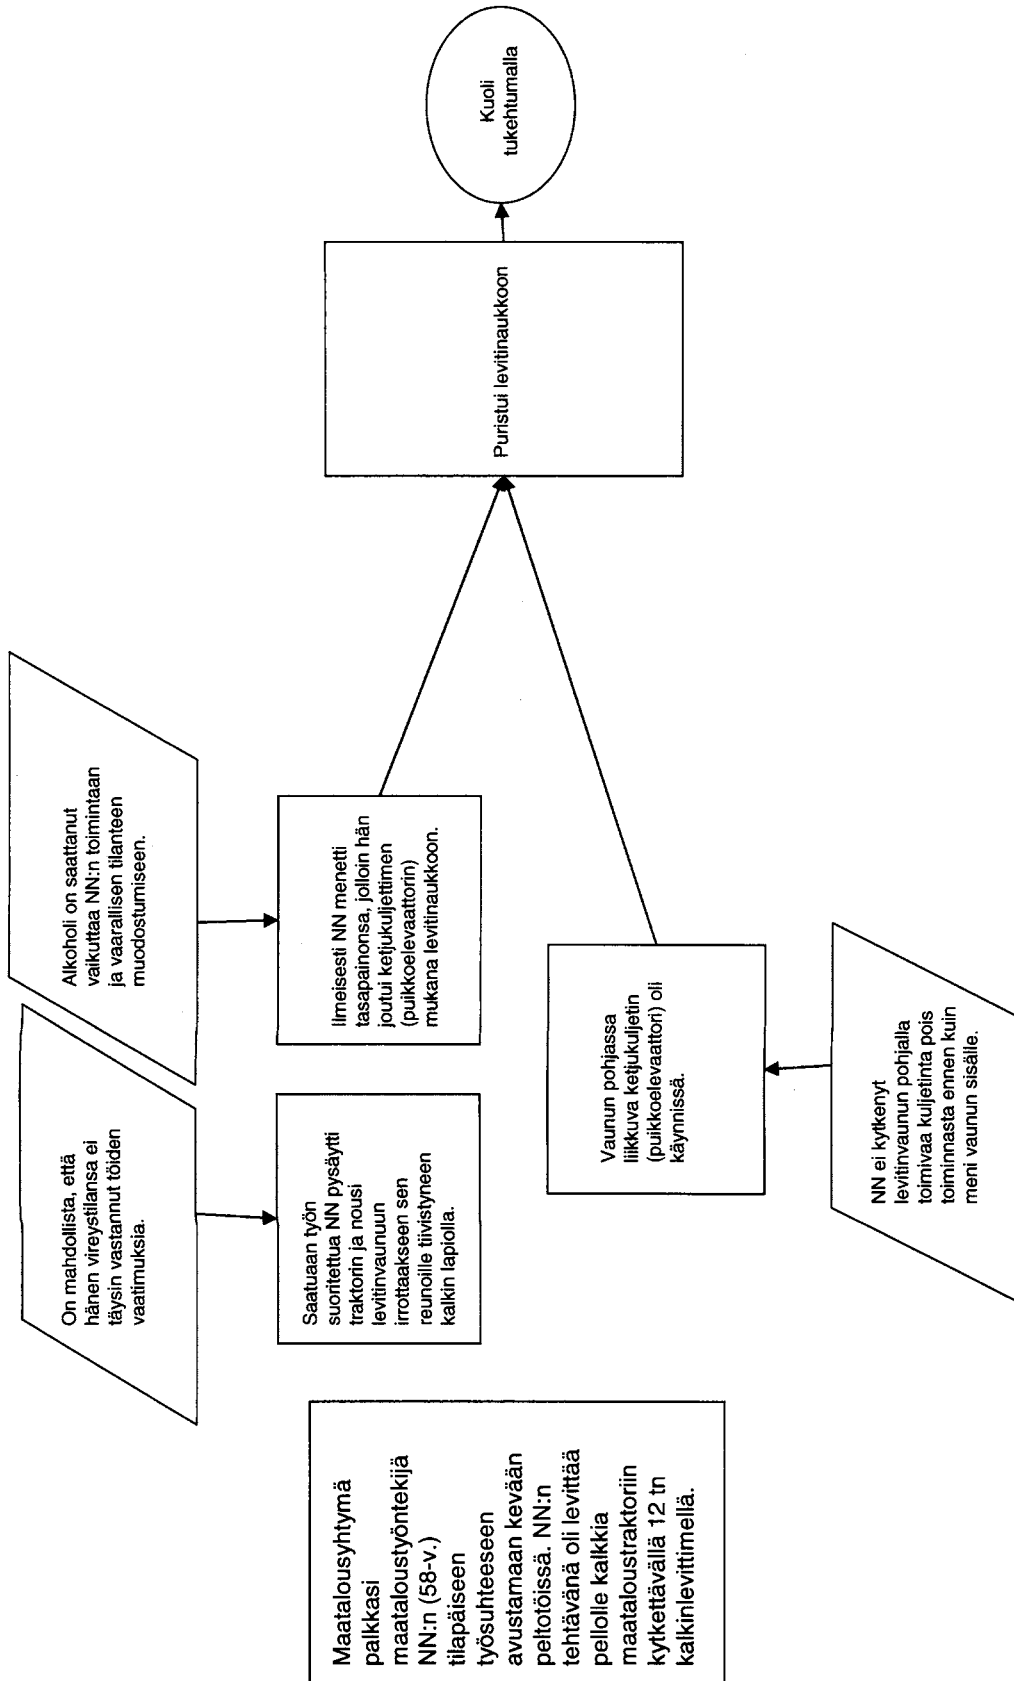 Maatalousyhtymä
palkkasi
maataloustyöntekijä
NN:n (58-v.)
tilapäiseen
työsuhteeseen
avustamaan kevään
peltotöissä. NN:n
tehtävänä oli levittää
pellolle kalkkia
maataloustraktoriin
kytkettävällä 12 tn
kalkinlevittimellä.
On mahdollista, että
hänen vireystilansa ei
täysin vastannut töiden
vaatimuksia.
Saatuaan työn
suoritettua NN pysäytti
traktorin ja nousi
levitinvaunuun
irrottaakseen sen
reunoille tiivistyneen
kalkin lapiolla.
Alkoholi on saattanut
vaikuttaa NN:n toimintaan
ja vaarallisen tilanteen
muodostumiseen.
Ilmeisesti NN menetti
tasapainonsa, jolloin hän
joutui ketjukuljettimen
(puikkoelevaattorin)
mukana levitinaukkoon.
Vaunun pohjassa
liikkuva ketjukuljetin
(puikkoelevaattori) oli
käynnissä.
NN ei kytkenyt
levitinvaunun pohjalla
toimivaa kuljetinta pois
toiminnasta ennen kuin
meni vaunun sisälle.
Puristui levitinaukkoon
Kuoli
tukehtumalla